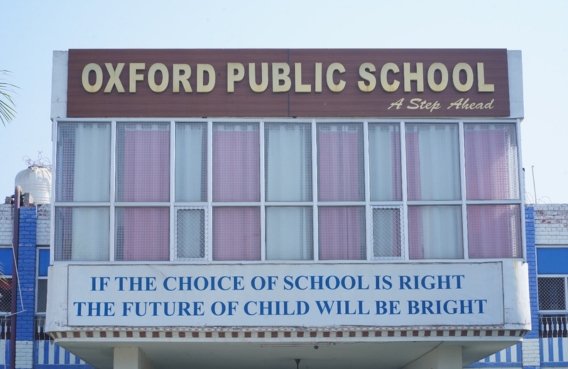 OXFORD PUBLIC SCHOOL
A Step Ahead
IF THE CHOICE OF SCHOOL IS RIGHT
THE FUTURE OF CHILD WILL BE BRIGHT